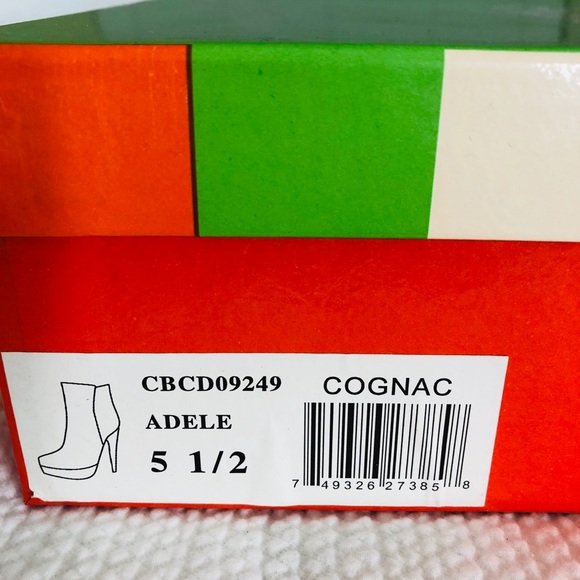 CBCD09249
ADELE
5 1/2
COGNAC
7 49326 27385 8